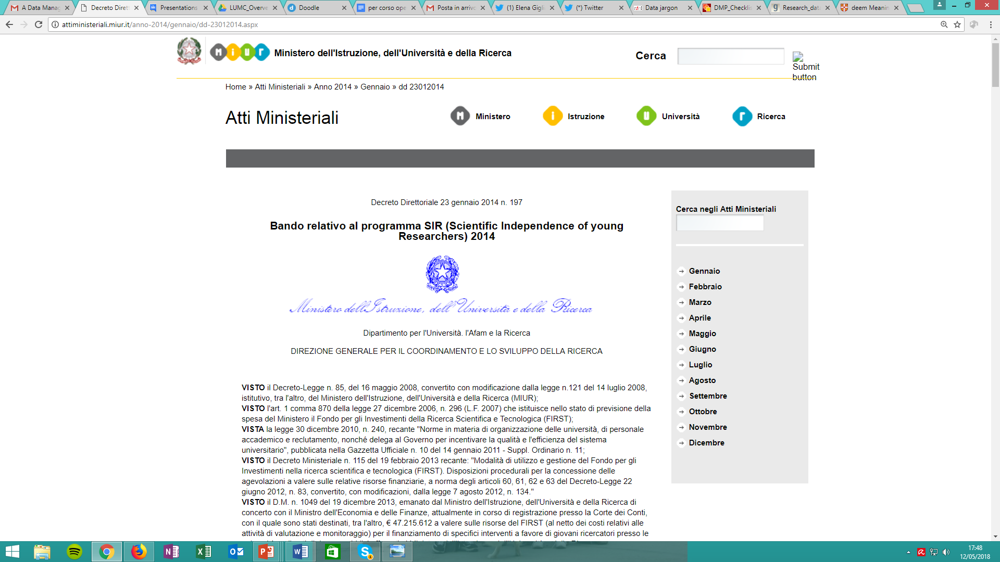 A Data Manag
Decreto Dirett
Presentations
LUMC_Overve
Doodle
per corso ope
Posta in arrivo
(1) Elena Gigli
(*) Twitter
Data jargon
DMP_Checklis
Research_data
deem Meanin
attiministeriali.miur.it/anno-2014/gennaio/dd-23012014.aspx
MIUR Ministero dell'Istruzione, dell'Università e della Ricerca
Cerca
Submit
button
Home » Atti Ministeriali » Anno 2014 » Gennaio » dd 23012014
Atti Ministeriali
M Ministero
i Istruzione
U Università
r Ricerca
Decreto Direttoriale 23 gennaio 2014 n. 197
Bando relativo al programma SIR (Scientific Independence of young
Researchers) 2014
Ministero dell'Istruzione, dell'Università e della Ricerca
Dipartimento per l'Università. l'Afam e la Ricerca
DIREZIONE GENERALE PER IL COORDINAMENTO E LO SVILUPPO DELLA RICERCA
VISTO il Decreto-Legge n. 85, del 16 maggio 2008, convertito con modificazione dalla legge n.121 del 14 luglio 2008,
istitutivo, tra l'altro, del Ministero dell'Istruzione, dell'Università e della Ricerca (MIUR);
VISTO l'art. 1 comma 870 della legge 27 dicembre 2006, n. 296 (L.F. 2007) che istituisce nello stato di previsione della
spesa del Ministero il Fondo per gli Investimenti della Ricerca Scientifica e Tecnologica (FIRST);
VISTA la legge 30 dicembre 2010, n. 240, recante "Norme in materia di organizzazione delle università, di personale
accademico e reclutamento, nonché delega al Governo per incentivare la qualità e l'efficienza del sistema
universitario", pubblicata nella Gazzetta Ufficiale n. 10 del 14 gennaio 2011 - Suppl. Ordinario n. 11;
VISTO il Decreto Ministeriale n. 115 del 19 febbraio 2013 recante: "Modalità di utilizzo e gestione del Fondo per gli
Investimenti nella ricerca scientifica e tecnologica (FIRST). Disposizioni procedurali per la concessione delle
agevolazioni a valere sulle relative risorse finanziarie, a norma degli articoli 60, 61, 62 e 63 del Decreto-Legge 22
giugno 2012, n. 83, convertito, con modificazioni, dalla legge 7 agosto 2012, n. 134."
VISTO il D.M. n. 1049 del 19 dicembre 2013, emanato dal Ministro dell'Istruzione, dell'Università e della Ricerca di
concerto con il Ministro dell'Economia e delle Finanze, attualmente in corso di registrazione presso la Corte dei Conti,
con il quale sono stati destinati, tra l'altro, € 47.215.612 a valere sulle risorse del FIRST (al netto dei costi relativi alle
attività di valutazione e monitoraggio) per il finanziamento di specifici interventi a favore di giovani ricercatori presso le
Cerca negli Atti Ministeriali
Gennaio
Febbraio
Marzo
Aprile
Maggio
Giugno
Luglio
Agosto
Settembre
Ottobre
Novembre
Dicembre
17:48
12/05/2018